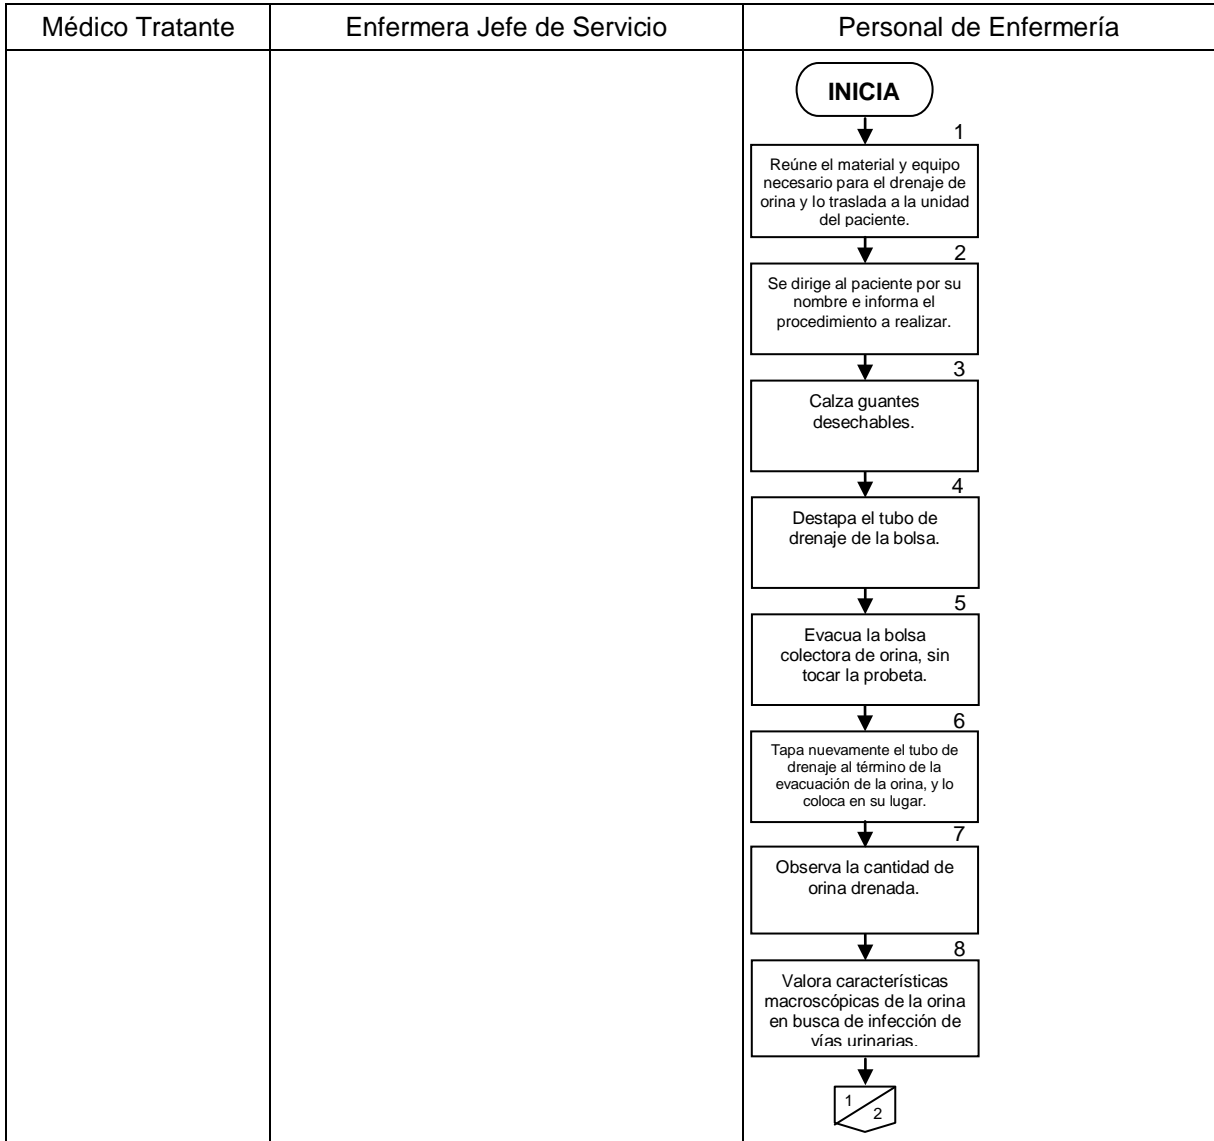 Médico Tratante
Enfermera Jefe de Servicio
Personal de Enfermería
INICIA
1
Reúne el material y equipo
necesario para el drenaje de
orina y lo traslada a la unidad
del paciente.
2
Se dirige al paciente por su
nombre e informa el
procedimiento a realizar.
3
Calza guantes
desechables.
4
Destapa el tubo de
drenaje de la bolsa.
5
Evacua la bolsa
colectora de orina, sin
tocar la probeta.
6
Tapa nuevamente el tubo de
drenaje al término de la
evacuación de la orina, y lo
coloca en su lugar.
7
Observa la cantidad de
orina drenada.
8
Valora características
macroscópicas de la orina
en busca de infección de
vías urinarias.
1
2